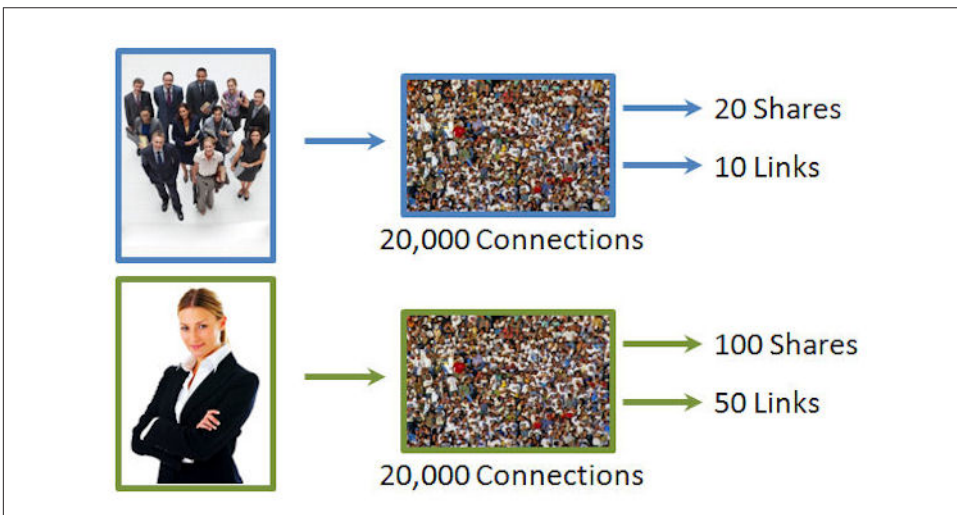 20 Shares
10 Links
20,000 Connections
100 Shares
50 Links
20,000 Connections